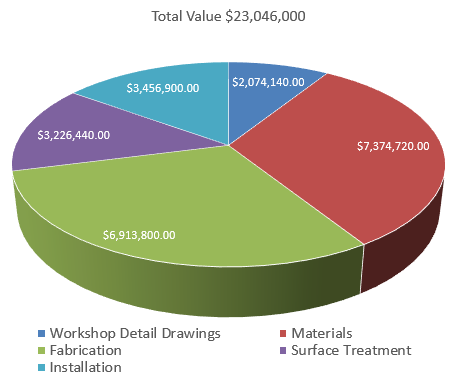 Total Value $23,046,000
$3,456,900.00
$2,074,140.00
$3,226,440.00
$7,374,720.00
$6,913,800.00
Workshop Detail Drawings
Materials
Fabrication
Surface Treatment
Installation